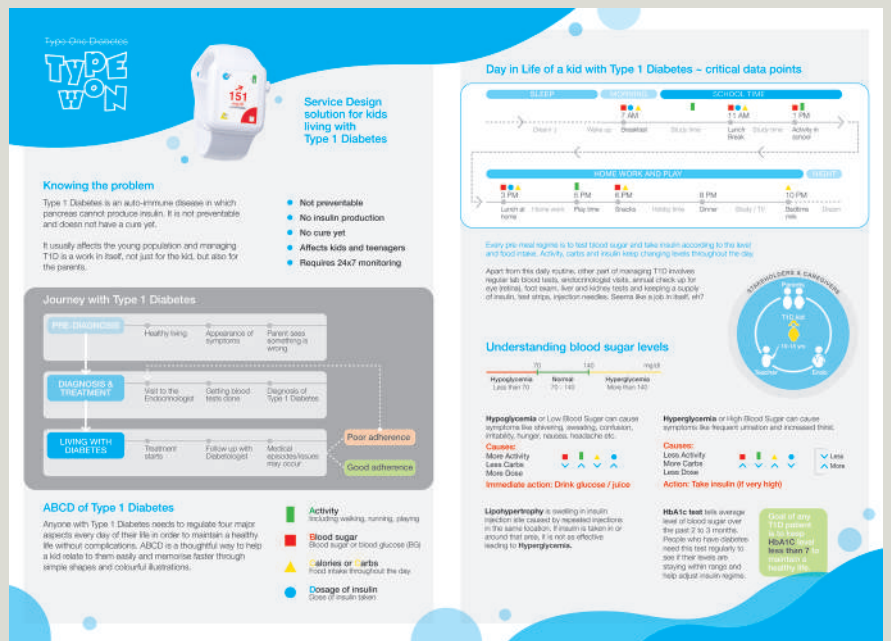 Type One Diabetes
TYPE
WON
151
Service Design
solution for kids
living with
Type 1 Diabetes
Knowing the problem
Type 1 Diabetes is an auto-immune disease in which
pancreas cannot produce insulin. It is not preventable
and doesn not have a cure yet.
It usually affects the young population and managing
T1D is a work in itself, not just for the kid, but also for
the parents.
Not preventable
No insulin production
No cure yet
Affects kids and teenagers
Requires 24x7 monitoring
Journey with Type 1 Diabetes
PRE-DIAGNOSIS
Healthy living
Appearance of
symptoms
Parent sees
something is
wrong
DIAGNOSIS &
TREATMENT
Visit to the
Endocrinologist
Getting blood
tests done
Diagnosis of
Type 1 Diabetes
LIVING WITH
DIABETES
Treatment
starts
Follow up with
Diabetologist
Medical
episodes/issues
may occur
Poor adherence
Good adherence
ABCD of Type 1 Diabetes
Anyone with Type 1 Diabetes needs to regulate four major
aspects every day of their life in order to maintain a healthy
life without complications. ABCD is a thoughtful way to help
a kid relate to them easily and memorise faster through
simple shapes and colourful illustrations.
Activity
Including walking, running, playing
Blood sugar
Blood sugar or blood glucose (BG)
Calories or Carbs
Food intake throughout the day
Dosage of insulin
Dose of insulin taken
Day in Life of a kid with Type 1 Diabetes ~ critical data points
SLEEP MORNING SCHOOL TIME
7 AM 11 AM 1 PM
Dream :) Wake up Breakfast Study time Lunch Break Study time Activity in school
HOME WORK AND PLAY NIGHT
3 PM 5 PM 6 PM 8 PM 10 PM
Lunch at home Home work Play time Snacks Hobby time Dinner Study / TV Bedtime milk Dream
Every pre meal regime is to test blood sugar and take insulin according to the level
and food intake. Activity, carbs and insulin keep changing levels throughout the day.
Apart from this daily routine, other part of managing T1D involves
regular lab blood tests, endocrinologist visits, annual check up for
eye (retina), foot exam, liver and kidney tests and keeping a supply
of insulin, test strips, injection needles. Seems like a job in itself, eh?
STAKEHOLDERS & CAREGIVERS
Parents
T1D kid
Teacher
Understanding blood sugar levels
70 140 mg/dl
Hypoglycemia Normal Hyperglycemia
Less than 70 70 - 140 More than 140
Hypoglycemia or Low Blood Sugar can cause
symptoms like shivering, sweating, confusion,
irritability, hunger, nausea, headache etc.
Causes:
More Activity
Less Carbs
More Dose
Immediate action: Drink glucose / juice
Hyperglycemia or High Blood Sugar can cause
symptoms like frequent urination and increased thirst.
Causes:
Less Activity
More Carbs
Less Dose
Less
More
Action: Take insulin (if very high)
Lipohypertrophy is swelling in insulin
injection site caused by repeated injections
in the same location. If insulin is taken in or
around that area, it is not as effective
leading to Hyperglycemia.
HbA1c test tells average
level of blood sugar over
the past 2 to 3 months.
People who have diabetes
need this test regularly to
see if their levels are
staying within range and
help adjust insulin regime.
Goal of any
T1D patient
is to keep
HbA1C level
less than 7 to
maintain a
healthy life.